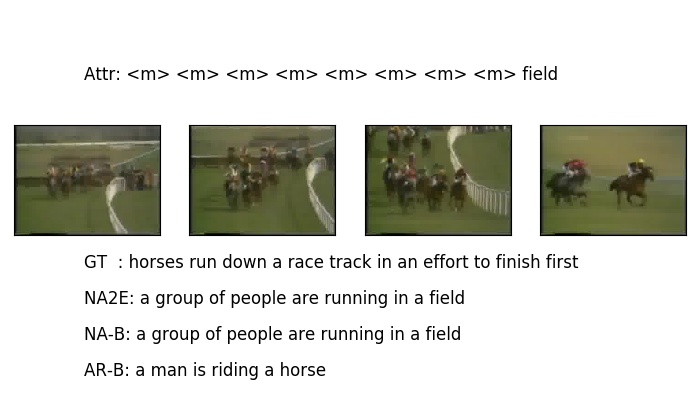 Attr: <m> <m> <m> <m> <m> <m> <m> <m> field
GT : horses run down a race track in an effort to finish first
NA2E: a group of people are running in a field
NA-B: a group of people are running in a field
AR-B: a man is riding a horse